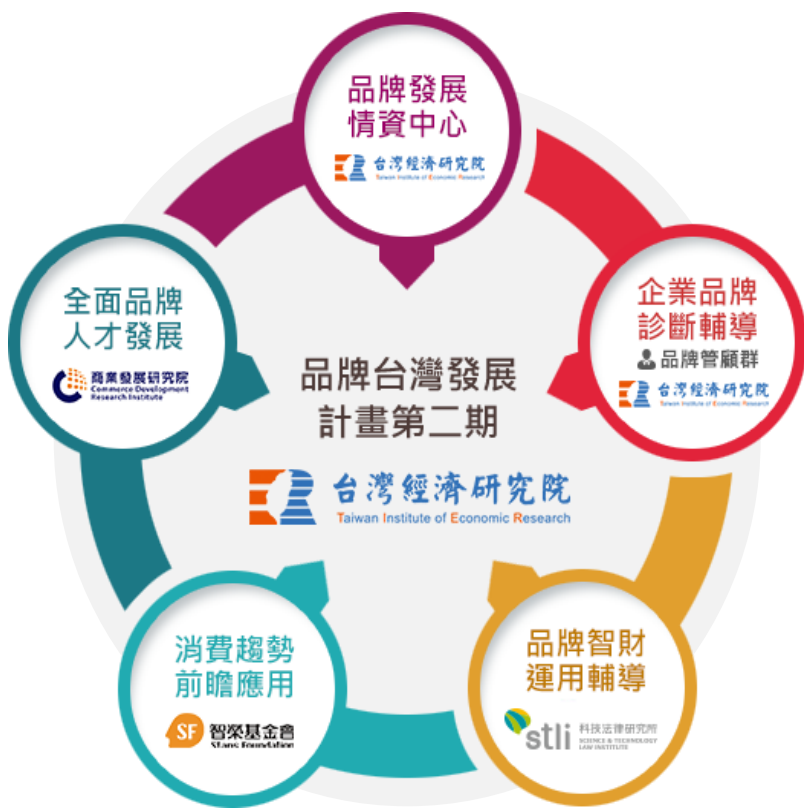 品牌發展
情資中心
台灣經濟研究院
Taiwan Institute of Economic Research
全面品牌
人才發展
商業發展研究院
Commerce Development
Research Institute
企業品牌
診斷輔導
品牌管顧群
台灣經濟研究院
Taiwan Institute of Economic Research
品牌台灣發展
計畫第二期
台灣經濟研究院
Taiwan Institute of Economic Research
消費趨勢
前瞻應用
SF 智榮基金會
Stans Foundation
品牌智財
運用輔導
stli 科技法律研究所
SCIENCE & TECHNOLOGY
LAW INSTITUTE